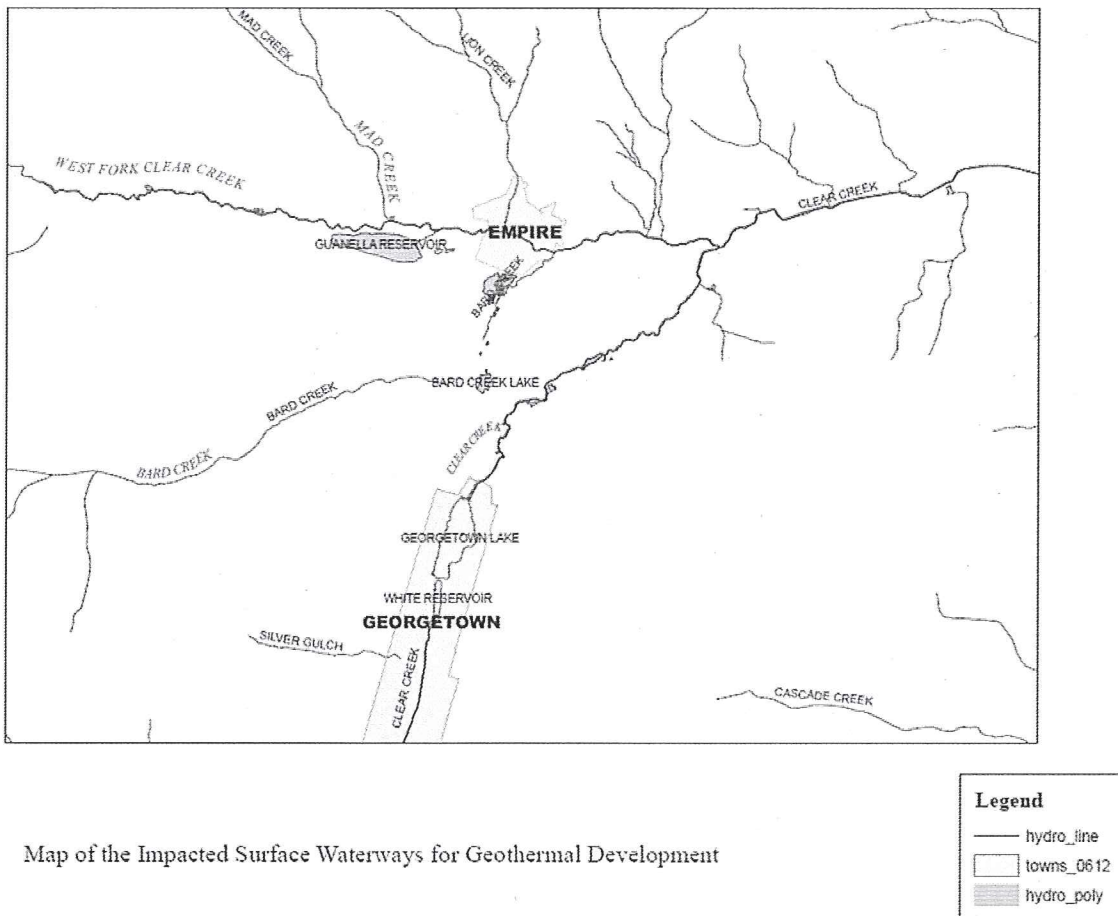 MAD CREEK
LION CREEK
MAD CREEK
WEST FORK CLEAR CREEK
CLEAR CREEK
EMPIRE
GUANELLA RESERVOIR
BARD CREEK
BARD CREEK LAKE
BARD CREEK
CLEAR CREEK
BARD CREEK
GEORGETOWN LAKE
WHITE RESERVOIR
GEORGETOWN
SILVER GULCH
CLEAR CREEK
CASCADE CREEK
Legend
hydro_line
towns_0612
hydro_poly
Map of the Impacted Surface Waterways for Geothermal Development